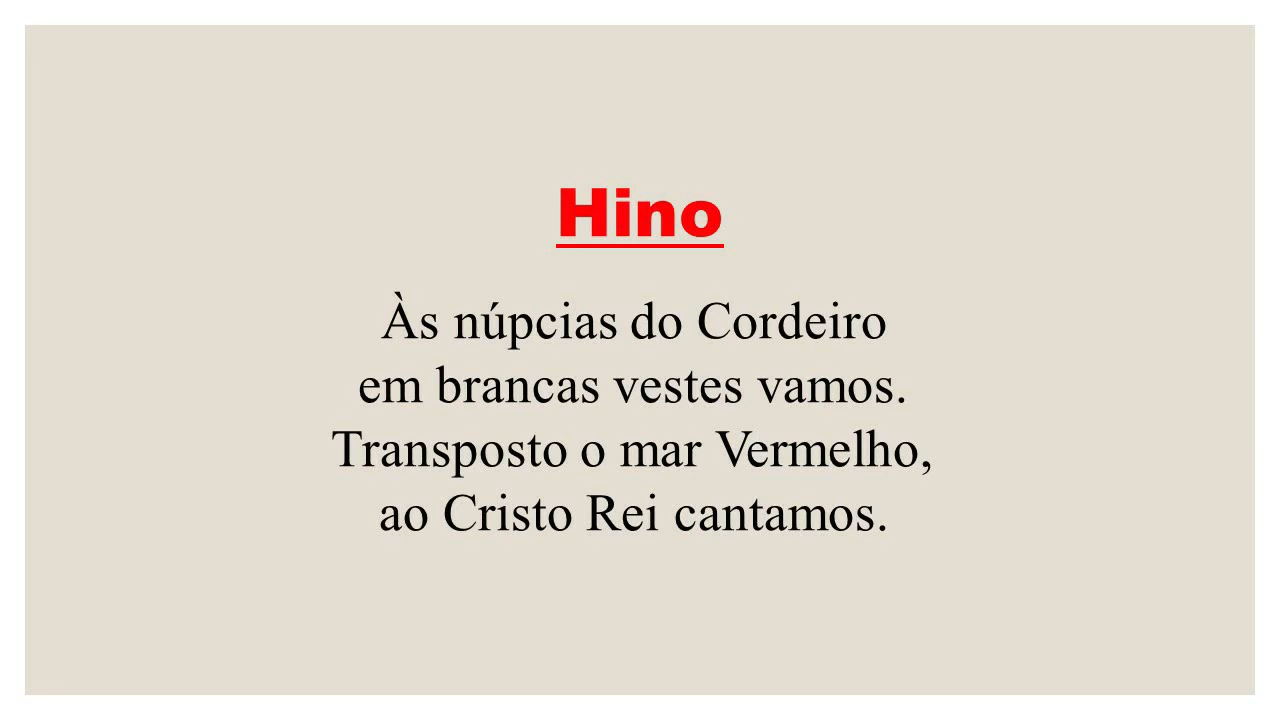 Hino
Às núpcias do Cordeiro
em brancas vestes vamos.
Transposto o mar Vermelho,
ao Cristo Rei cantamos.